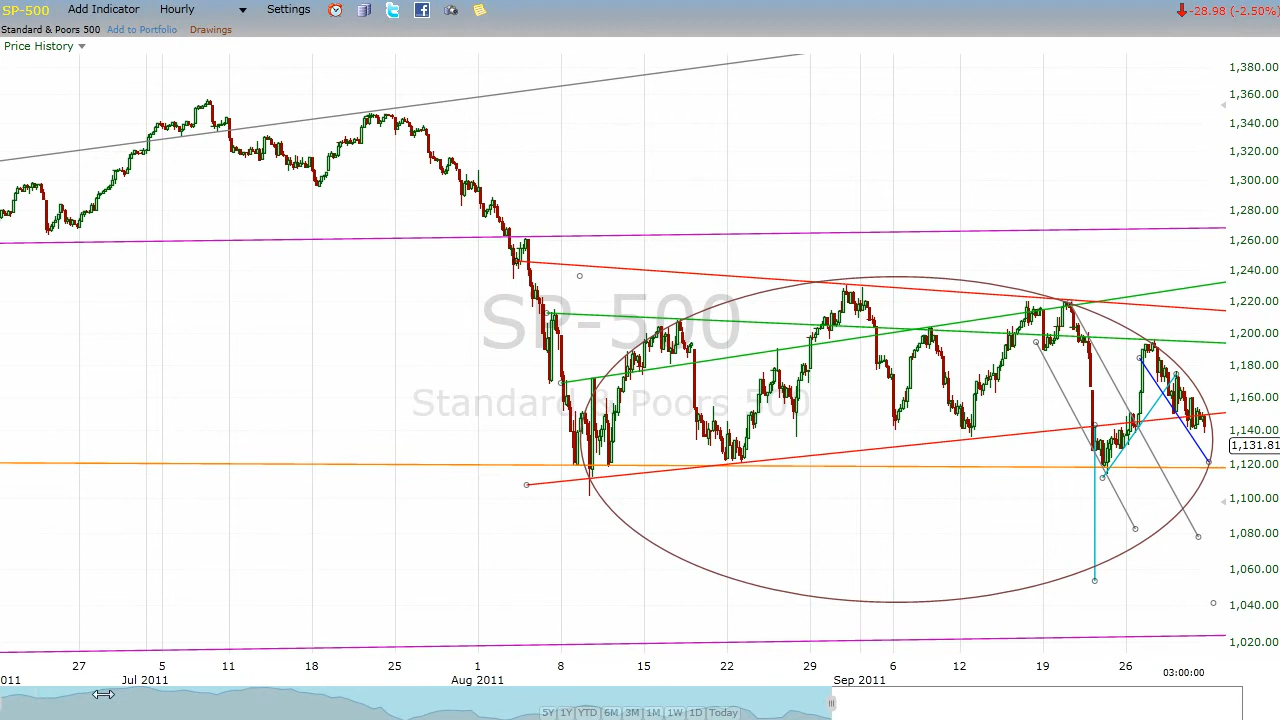 SP-500 Add Indicator Hourly Settings -28.98 (-2.50%)
Standard & Poors 500 Add to Portfolio Drawings
Price History
1,380.00
1,360.00
1,340.00
1,320.00
1,300.00
1,280.00
1,260.00
1,240.00
1,220.00
SP-500
1,200.00
1,180.00
Standard & Poors 500
1,160.00
1,140.00
1,131.81
1,120.00
1,100.00
1,080.00
1,060.00
1,040.00
1,020.00
27 5 11 18 25 1 8 15 22 29 6 12 19 26 03:00:00
011 Jul 2011 Aug 2011 Sep 2011
5Y 1Y YTD 6M 3M 1M 1W 1D Today